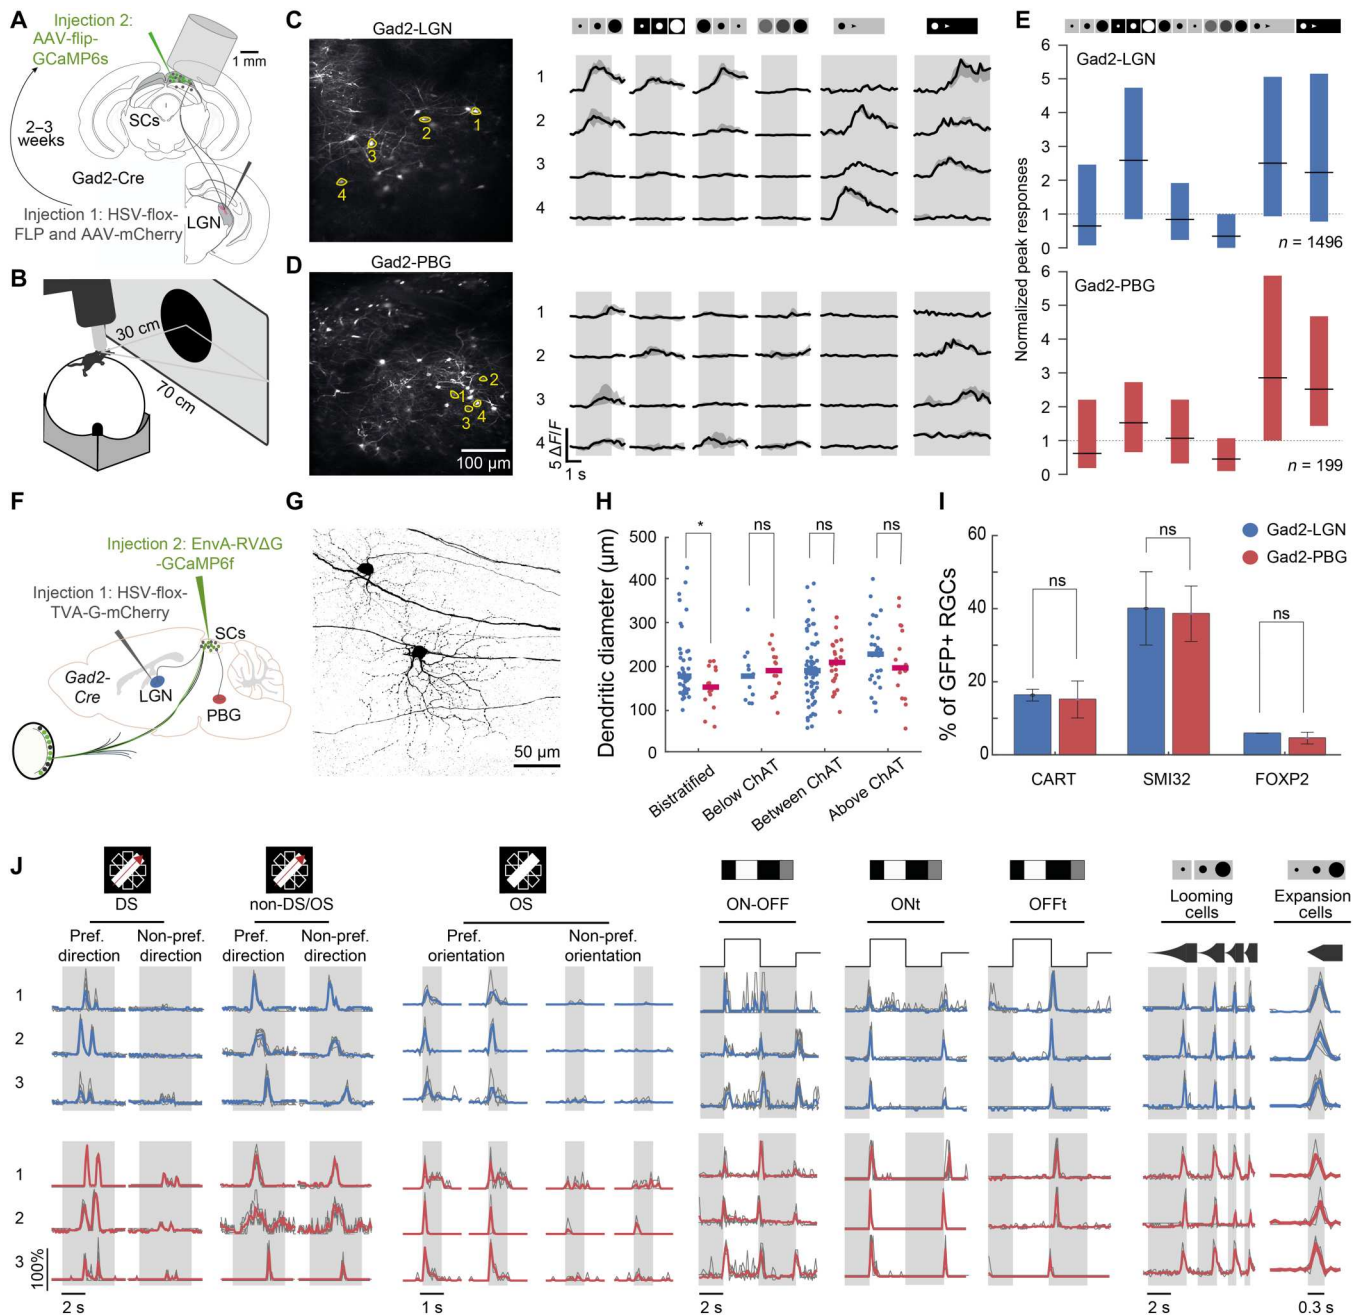 A
Injection 2:
AAV-flip-
GCaMP6s
1 mm
2–3
weeks
SCs
Gad2-Cre
Injection 1: HSV-flox-
FLP and AAV-mCherry
LGN
B
30 cm
70 cm
C
Gad2-LGN
1
2
3
4
1
2
3
4
D
Gad2-PBG
1
2
3
4
100 µm
1
2
3
4
5 ΔF/F
1 s
E
Normalized peak responses
6
5
4
3
2
1
0
Gad2-LGN
n = 1496
6
5
4
3
2
1
0
Gad2-PBG
n = 199
F
Injection 2: EnvA-RVΔG
-GCaMP6f
Injection 1: HSV-flox-
TVA-G-mCherry
SCs
Gad2-
Cre
LGN
PBG
G
50 µm
H
Dendritic diameter (µm)
500
400
300
200
100
0
*
ns
ns
ns
Bistratified
Below ChAT
Between ChAT
Above ChAT
I
% of GFP+ RGCs
60
40
20
0
Gad2-LGN
Gad2-PBG
ns
ns
ns
CART
SMI32
FOXP2
J
DS
non-DS/OS
OS
ON-OFF
ONt
OFFt
Looming
cells
Expansion
cells
Pref.
direction
Non-pref.
direction
Pref.
direction
Non-pref.
direction
Pref.
orientation
Non-pref.
orientation
1
2
3
1
2
3
100%
2 s
1 s
2 s
2 s
0.3 s